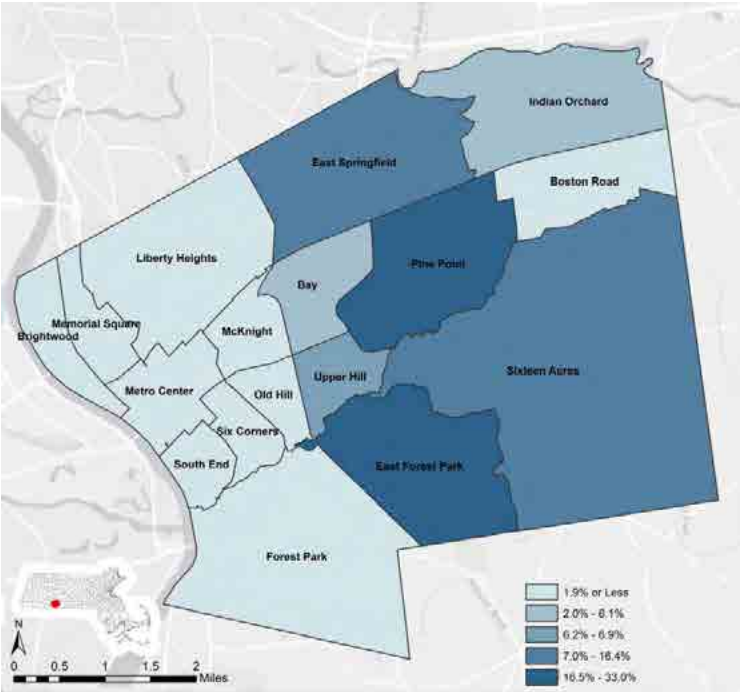 Indian Orchard
East Springfield
Boston Road
Liberty Heights
Pine Point
Bay
Memorial Square
Brightwood
McKnight
Sixteen Acres
Upper Hill
Metro Center
Old Hill
Six Corners
South End
East Forest Park
Forest Park
1.9% or Less
2.0% - 6.1%
6.2% - 6.9%
7.0% - 16.4%
16.5% - 33.0%
N
0 0.5 1 1.5 2
Miles